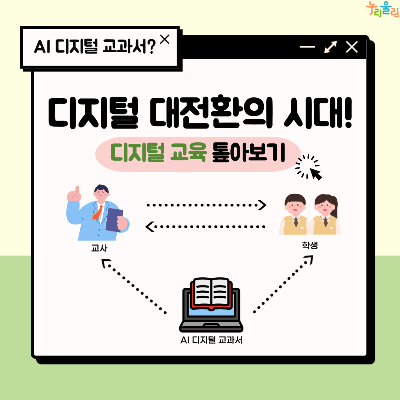 누리울림
AI 디지털 교과서?
디지털 대전환의 시대!
디지털 교육 톺아보기
교사
학생
AI 디지털 교과서